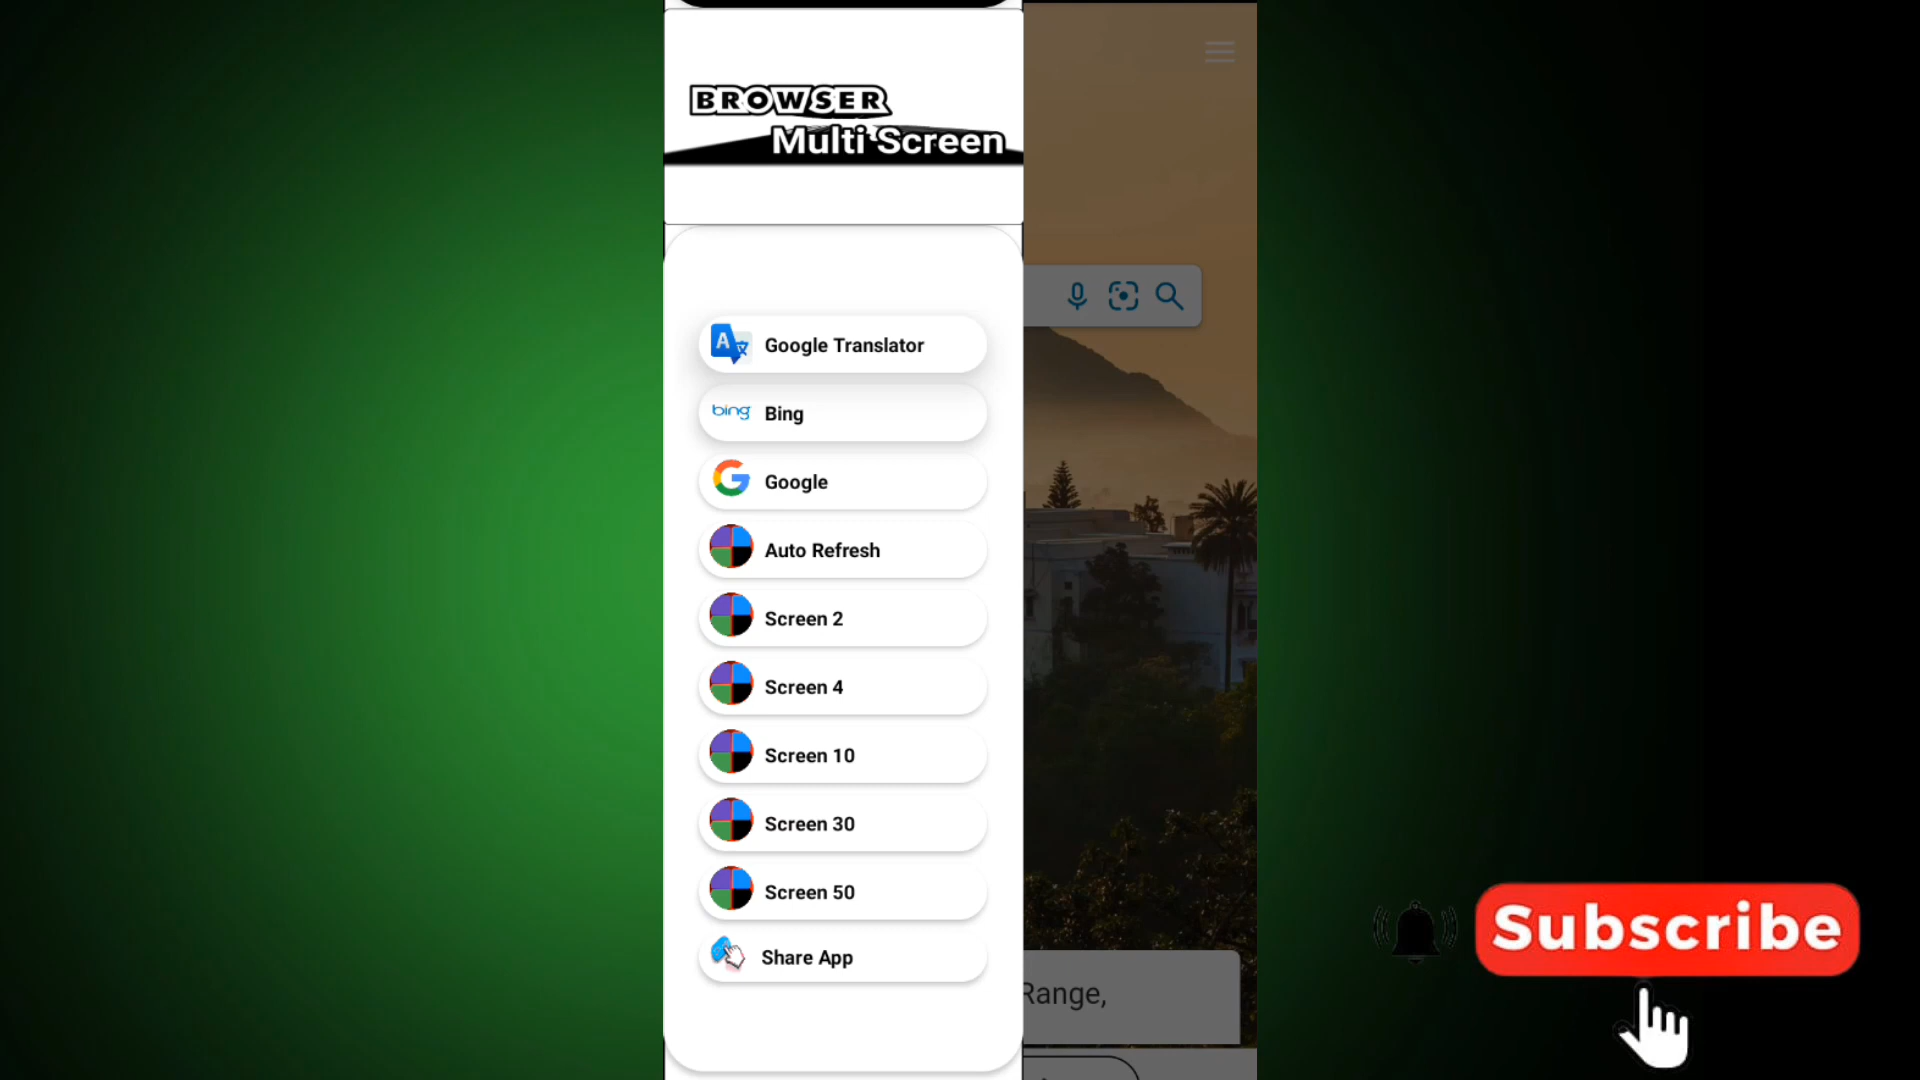 BROWSER
Multi Screen
Google Translator
bing
Bing
Google
Auto Refresh
Screen 2
Screen 4
Screen 10
Screen 30
Screen 50
Share App
Range,
Subscribe